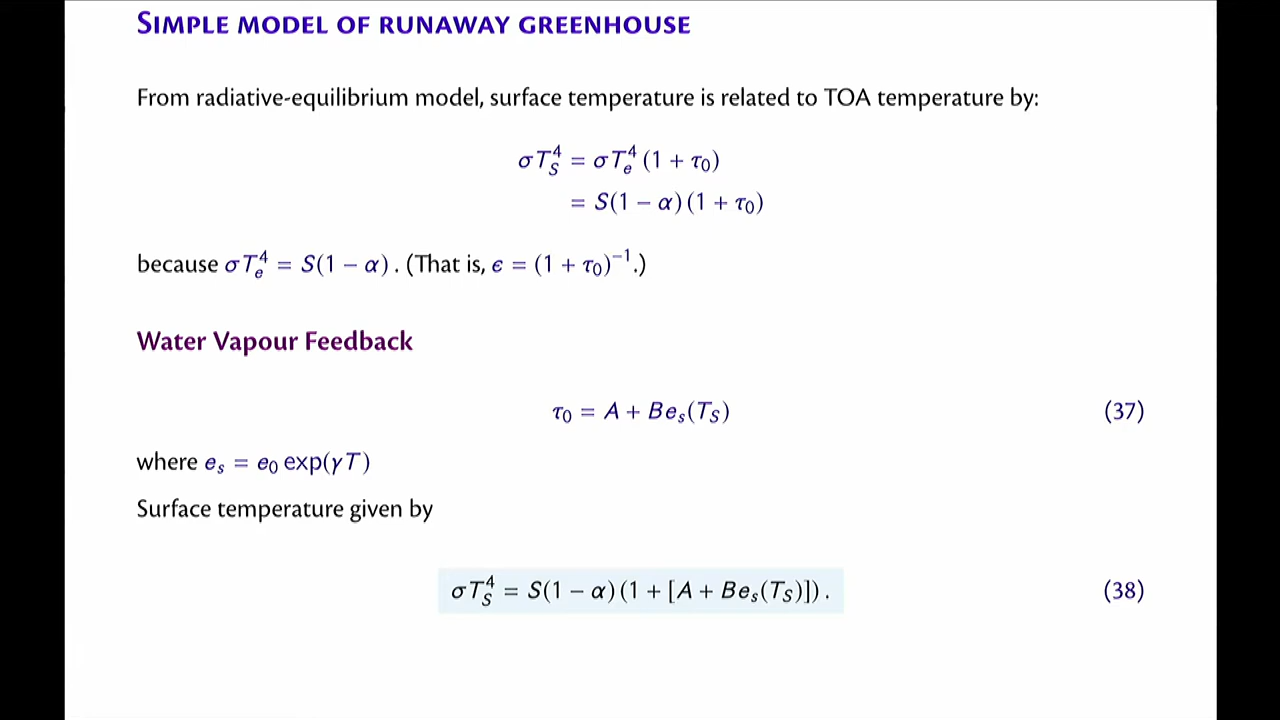 SIMPLE MODEL OF RUNAWAY GREENHOUSE
From radiative-equilibrium model, surface temperature is related to TOA temperature by:
σT_S^4 = σT_e^4 (1 + τ_0)
= S(1 − α)(1 + τ_0)
because σT_e^4 = S(1 − α). (That is, ϵ = (1 + τ_0)^−1.)
Water Vapour Feedback
τ_0 = A + Be_s(T_S) (37)
where e_s = e_0 exp(γT)
Surface temperature given by
σT_S^4 = S(1 − α)(1 + [A + Be_s(T_S)]). (38)